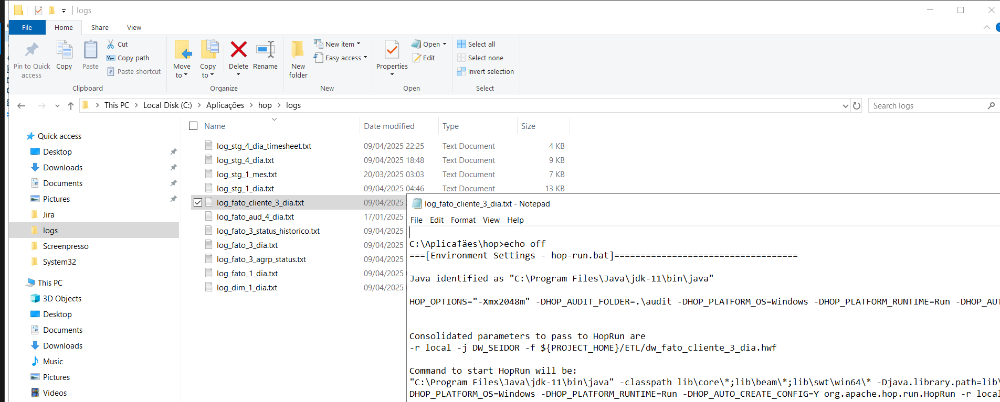 logs
File
Home
Share
View
Pin to Quick access
Copy
Paste
Cut
Copy path
Paste shortcut
Clipboard
Move to
Copy to
Delete
Rename
Organize
New folder
New item
Easy access
New
Properties
Open
Edit
Open
Select all
Select none
Invert selection
Select
This PC
Local Disk (C:)
Aplicações
hop
logs
Search logs
Quick access
Desktop
Downloads
Documents
Pictures
Jira
logs
Screenpresso
System32
This PC
3D Objects
Desktop
Documents
Downloads
Music
Pictures
Videos
Name Date modified Type Size
log_stg_4_dia_timesheet.txt 09/04/2025 22:25 Text Document 4 KB
log_stg_4_dia.txt 09/04/2025 18:48 Text Document 9 KB
log_stg_1_mes.txt 20/03/2025 03:03 Text Document 7 KB
log_stg_1_dia.txt 09/04/2025 04:46 Text Document 13 KB
log_fato_cliente_3_dia.txt 09/04/2025
log_fato_aud_4_dia.txt 17/01/2025
log_fato_3_status_historico.txt 09/04/2025
log_fato_3_dia.txt 09/04/2025
log_fato_3_agrp_status.txt 09/04/2025
log_fato_1_dia.txt 09/04/2025
log_dim_1_dia.txt 09/04/2025
log_fato_cliente_3_dia.txt - Notepad
File Edit Format View Help
C:\Aplica‡äes\hop>echo off
===[Environment Settings - hop-run.bat]===================================
Java identified as "C:\Program Files\Java\jdk-11\bin\java"
HOP_OPTIONS="-Xmx2048m" -DHOP_AUDIT_FOLDER=.\audit -DHOP_PLATFORM_OS=Windows -DHOP_PLATFORM_RUNTIME=Run -DHOP_AUT
Consolidated parameters to pass to HopRun are
-r local -j DW_SEIDOR -f ${PROJECT_HOME}/ETL/dw_fato_cliente_3_dia.hwf
Command to start HopRun will be:
"C:\Program Files\Java\jdk-11\bin\java" -classpath lib\core\*;lib\beam\*;lib\swt\win64\* -Djava.library.path=lib\
DHOP_PLATFORM_OS=Windows -DHOP_PLATFORM_RUNTIME=Run -DHOP_AUTO_CREATE_CONFIG=Y org.apache.hop.run.HopRun -r local